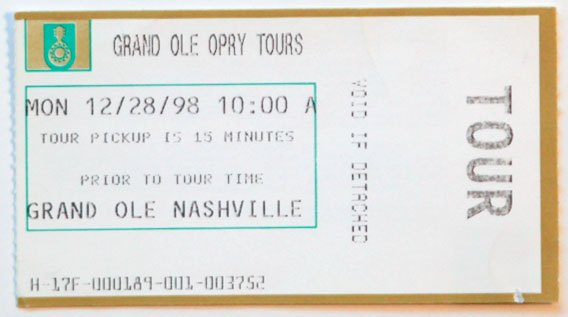 GRAND OLE OPRY TOURS
MON 12/28/98 10:00 A
TOUR PICKUP IS 15 MINUTES
PRIOR TO TOUR TIME
GRAND OLE NASHVILLE
H-17F-000189-001-003752
VOID IF DETACHED
TOUR